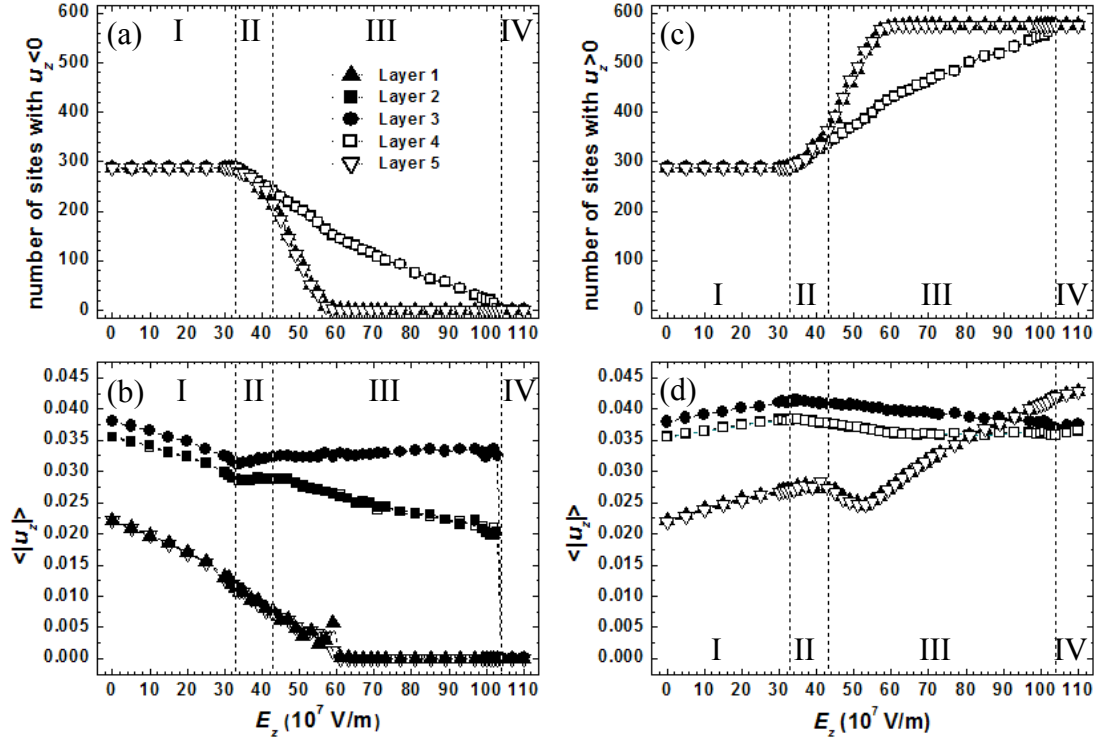 (a) I II III IV
number of sites with u_z<0
600
500
400
300
200
100
0
Layer 1
Layer 2
Layer 3
Layer 4
Layer 5
0 10 20 30 40 50 60 70 80 90 100 110
(c)
number of sites with u_z>0
600
500
400
300
200
100
0
I II III IV
0 10 20 30 40 50 60 70 80 90 100 110
(b) I II III IV
<|u_z|>
0.045
0.040
0.035
0.030
0.025
0.020
0.015
0.010
0.005
0.000
0 10 20 30 40 50 60 70 80 90 100 110
E_z (10^7 V/m)
(d)
<|u_z|>
0.045
0.040
0.035
0.030
0.025
0.020
0.015
0.010
0.005
0.000
I II III IV
0 10 20 30 40 50 60 70 80 90 100 110
E_z (10^7 V/m)